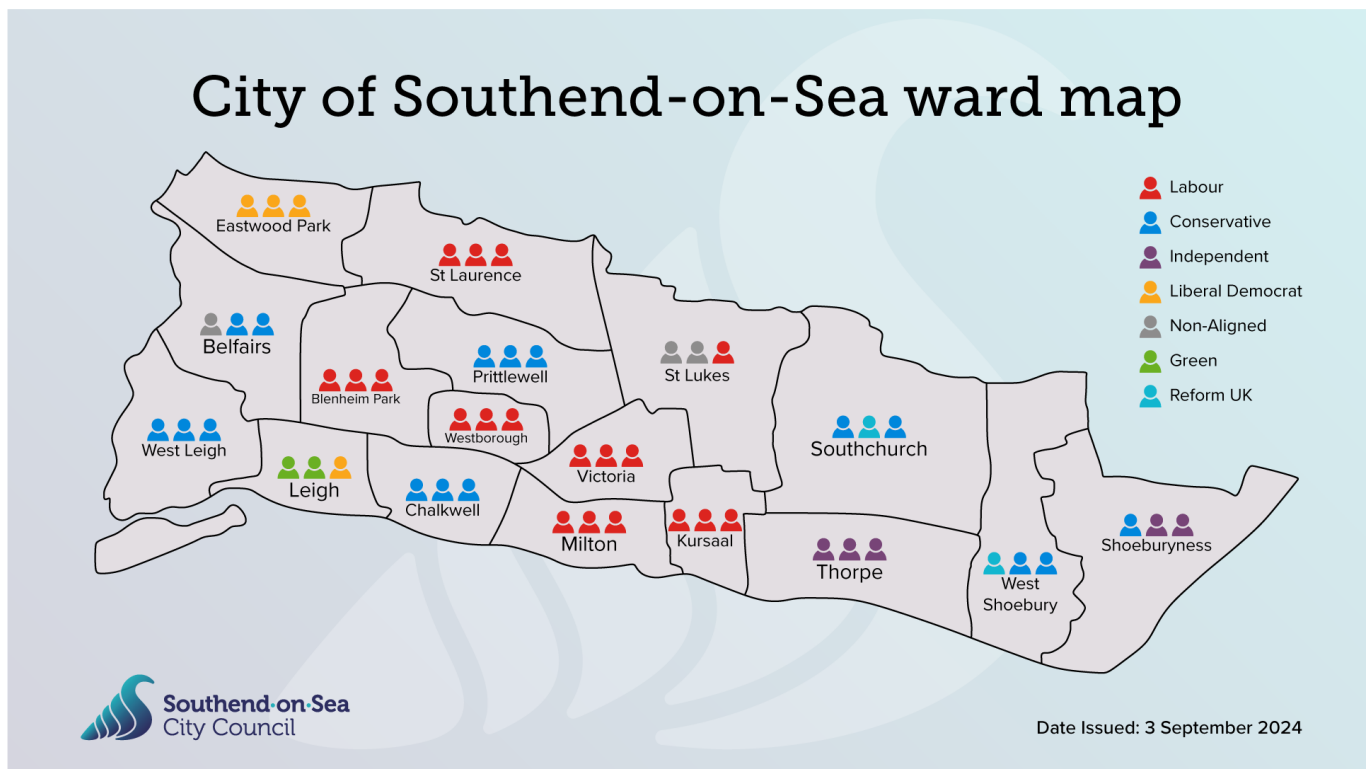 City of Southend-on-Sea ward map
Labour
Conservative
Independent
Liberal Democrat
Non-Aligned
Green
Reform UK
Eastwood Park
St Laurence
Belfairs
Prittlewell
St Lukes
Blenheim Park
Westborough
West Leigh
Southchurch
Victoria
Leigh
Chalkwell
Milton
Kursaal
Shoeburyness
Thorpe
West
Shoebury
Southend·on·Sea
City Council
Date Issued: 3 September 2024